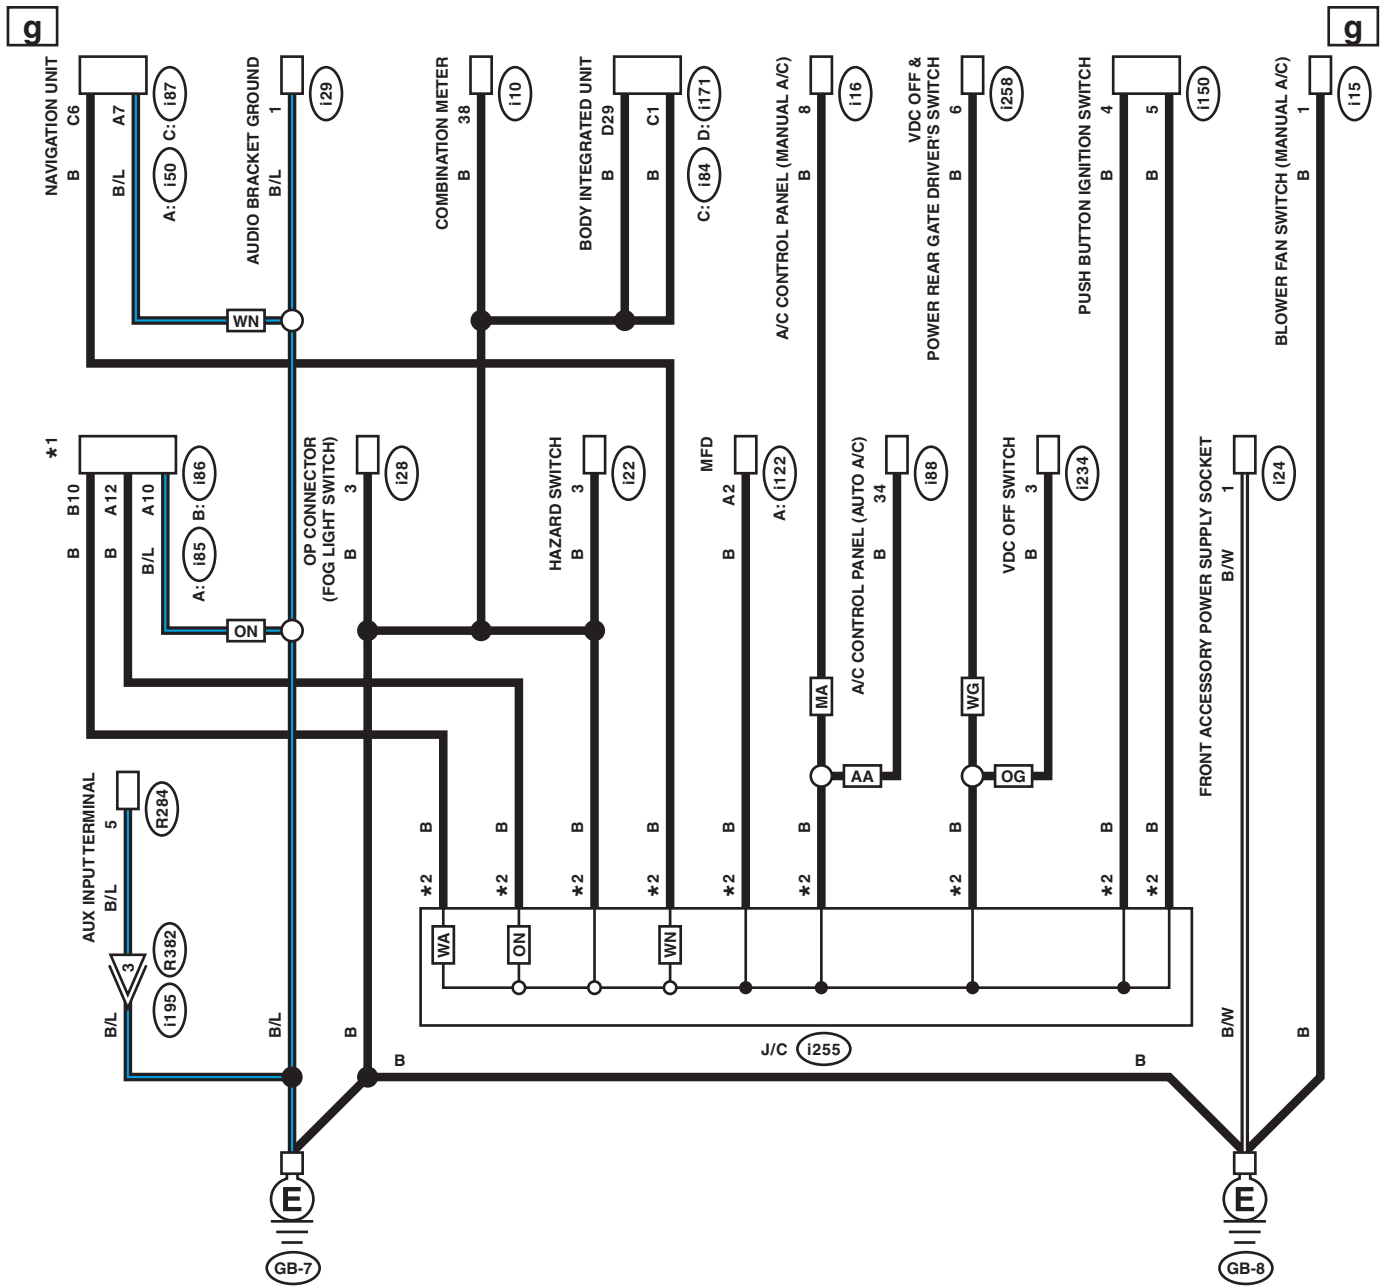 g
g
NAVIGATION UNIT
C6
B
A7
B/L
C: i87
A: i50
AUDIO BRACKET GROUND
1
B/L
i29
COMBINATION METER
38
B
i10
BODY INTEGRATED UNIT
D29
B
C1
B
D: i171
C: i84
A/C CONTROL PANEL (MANUAL A/C)
8
B
i16
VDC OFF &
POWER REAR GATE DRIVER'S SWITCH
6
B
i258
PUSH BUTTON IGNITION SWITCH
4
B
5
B
i150
BLOWER FAN SWITCH (MANUAL A/C)
1
B
i15
WN
*1
B10
B
A12
B
A10
B/L
B: i86
A: i85
ON
OP CONNECTOR
(FOG LIGHT SWITCH)
3
B
i28
HAZARD SWITCH
3
B
i22
MFD
A2
B
A: i122
A/C CONTROL PANEL (AUTO A/C)
34
B
i88
VDC OFF SWITCH
3
B
i234
FRONT ACCESSORY POWER SUPPLY SOCKET
1
B/W
i24
MA
AA
WG
OG
AUX INPUT TERMINAL
5
B/L
R284
3
R382
i195
B/L
B/L
B
B
*2
B
*2
B
*2
B
*2
B
*2
B
*2
B
*2
B
*2
B
*2
WA
ON
WN
J/C i255
B
B
B/W
B
E
GB-7
E
GB-8